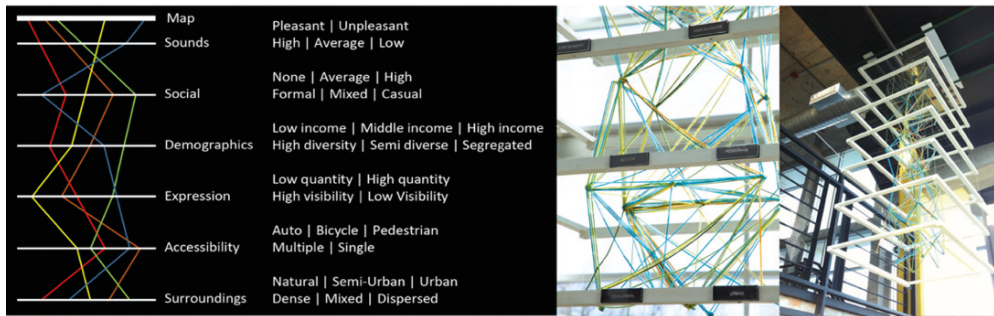 Map
Pleasant | Unpleasant
Sounds
High | Average | Low
None | Average | High
Social
Formal | Mixed | Casual
Low income | Middle income | High income
Demographics
High diversity | Semi diverse | Segregated
Low quantity | High quantity
Expression
High visibility | Low Visibility
Auto | Bicycle | Pedestrian
Accessibility
Multiple | Single
Natural | Semi-Urban | Urban
Surroundings
Dense | Mixed | Dispersed
URBAN